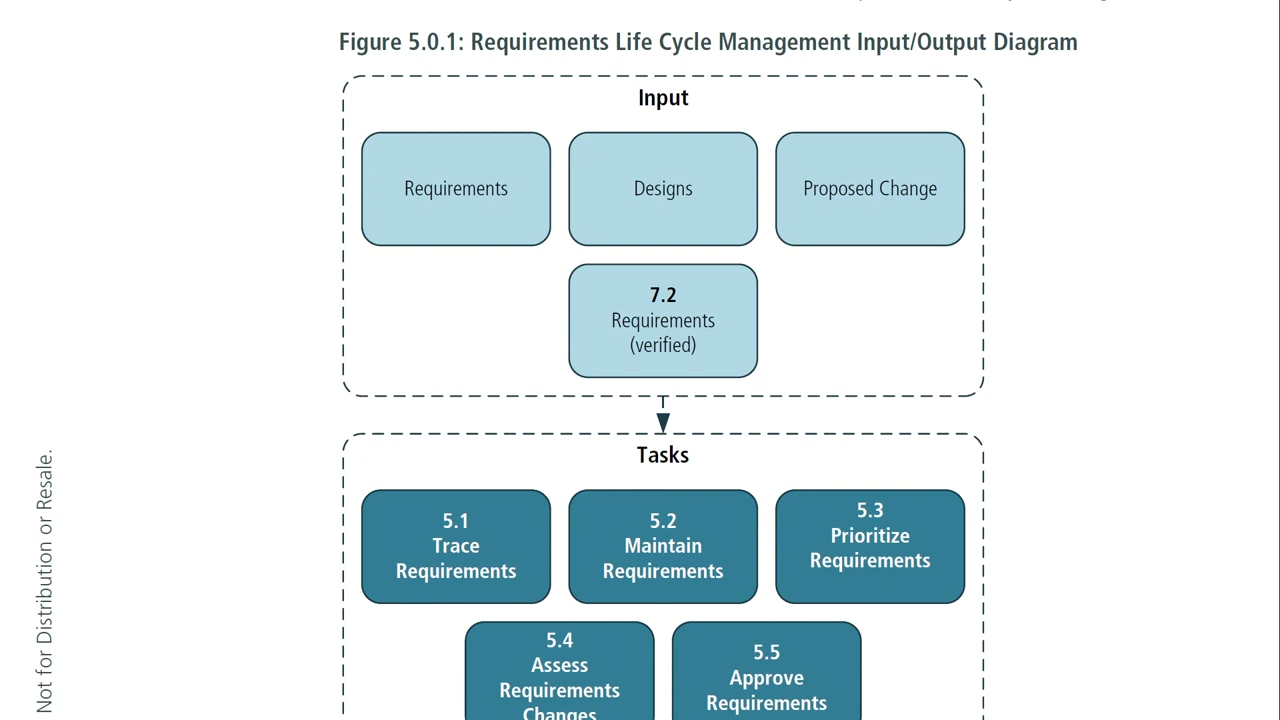 Figure 5.0.1: Requirements Life Cycle Management Input/Output Diagram
Input
Requirements
Designs
Proposed Change
7.2
Requirements
(verified)
Tasks
5.1
Trace
Requirements
5.2
Maintain
Requirements
5.3
Prioritize
Requirements
5.4
Assess
Requirements
Changes
5.5
Approve
Requirements
Not for Distribution or Resale.